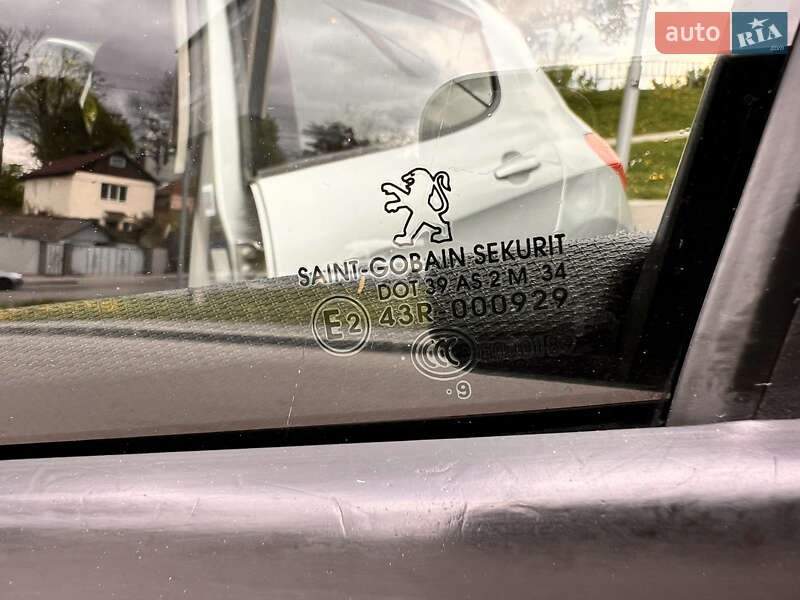 auto RIA
SAINT-GOBAIN SEKURIT
DOT 39 AS 2 M 34
E2 43R-000929
.9